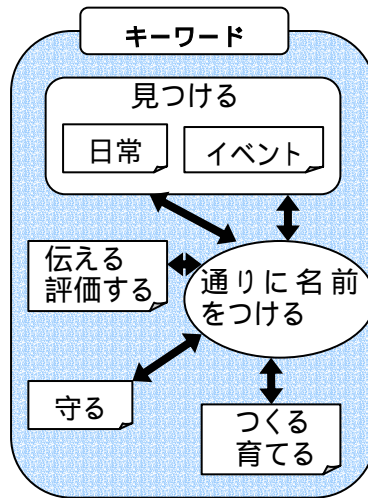 キーワード
見つける
日常
イベント
伝える
評価する
通りに名前
をつける
守る
つくる
育てる